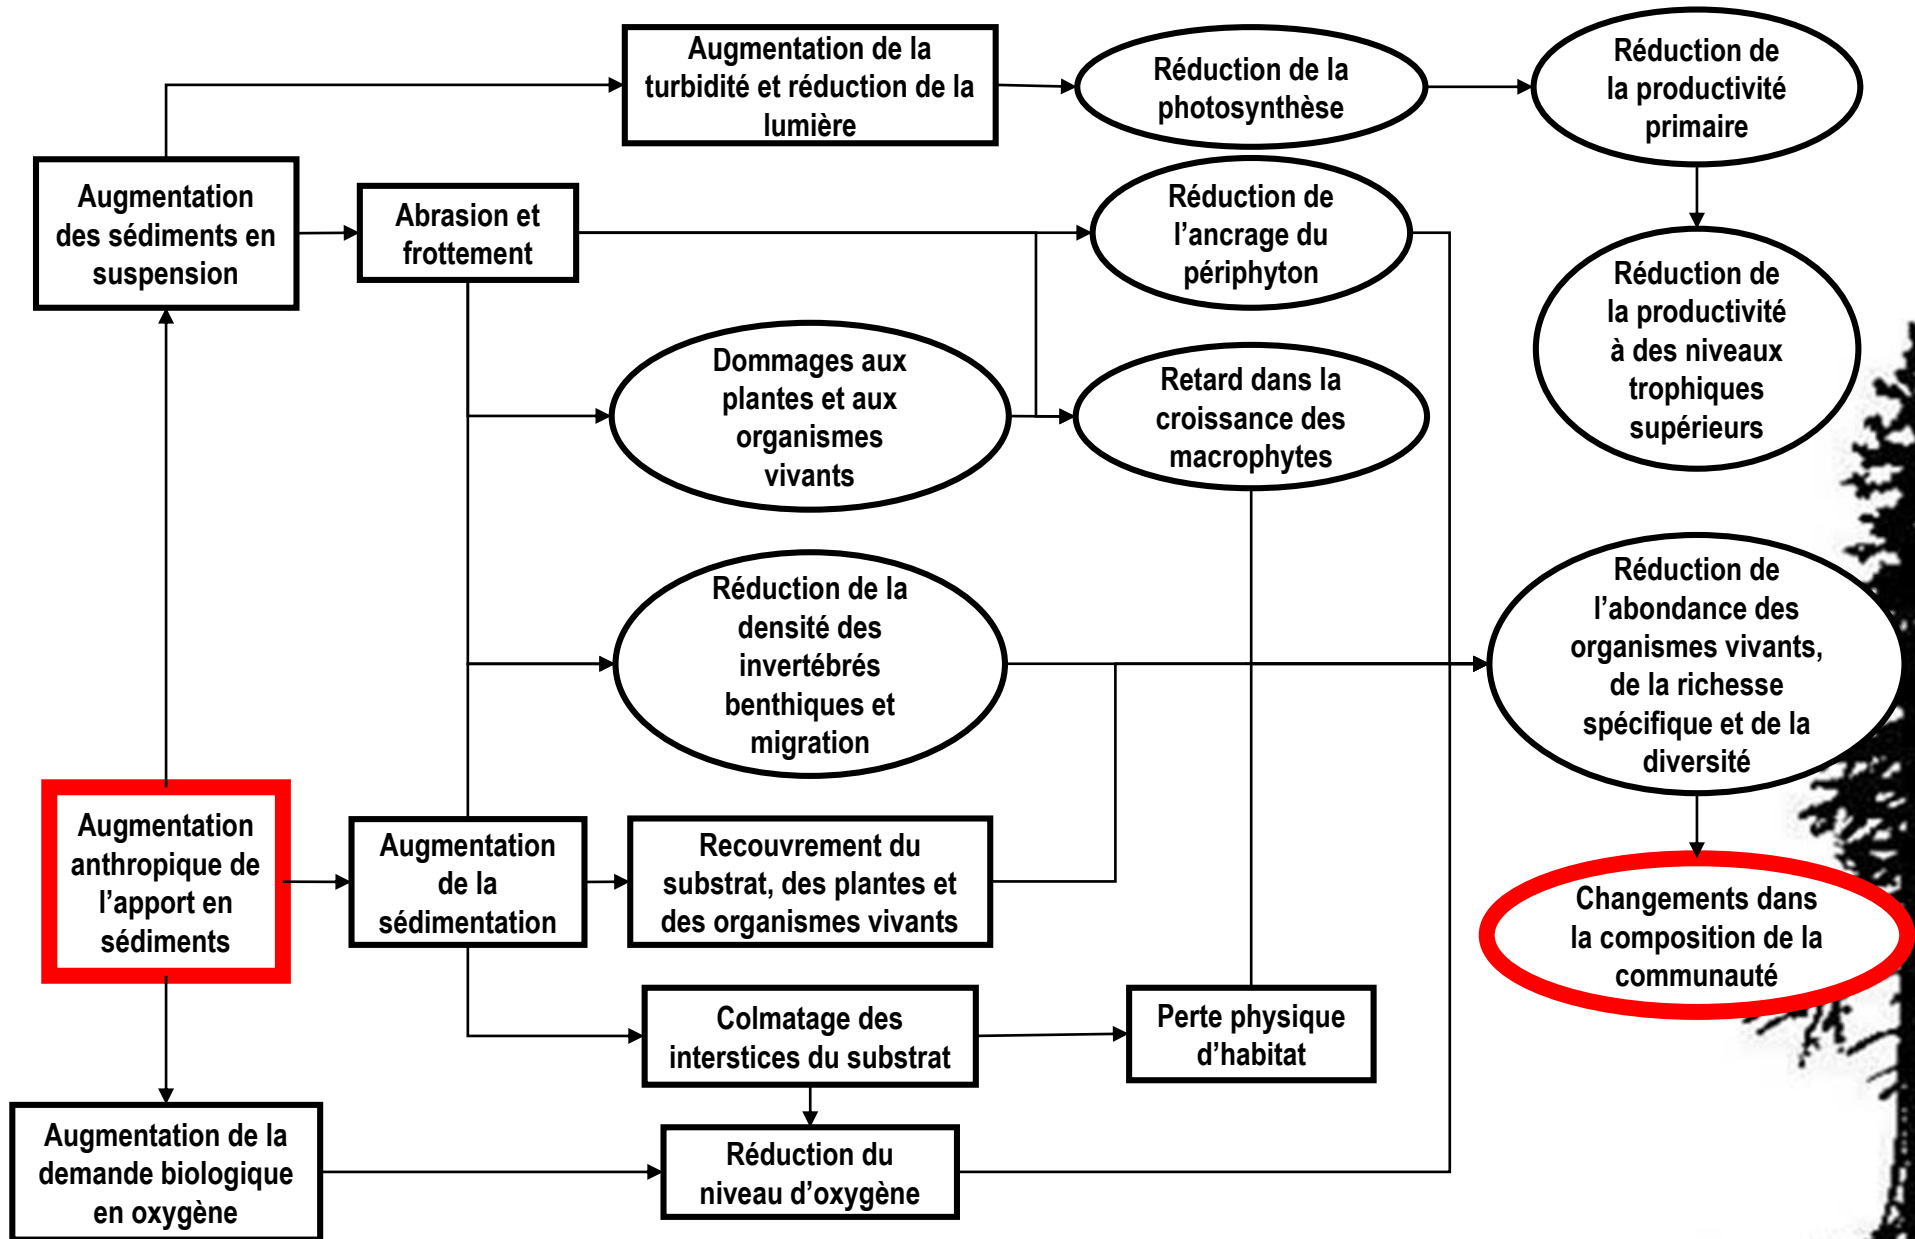 Augmentation de la
turbidité et réduction de la
lumière
Réduction de la
photosynthèse
Réduction de
la productivité
primaire
Augmentation
des sédiments en
suspension
Abrasion et
frottement
Réduction de
l’ancrage du
périphyton
Réduction de
la productivité
à des niveaux
trophiques
supérieurs
Dommages aux
plantes et aux
organismes
vivants
Retard dans la
croissance des
macrophytes
Réduction de la
densité des
invertébrés
benthiques et
migration
Réduction de
l’abondance des
organismes vivants,
de la richesse
spécifique et de la
diversité
Augmentation
anthropique de
l’apport en
sédiments
Augmentation
de la
sédimentation
Recouvrement du
substrat, des plantes et
des organismes vivants
Changements dans
la composition de la
communauté
Colmatage des
interstices du substrat
Perte physique
d’habitat
Augmentation de la
demande biologique
en oxygène
Réduction du
niveau d’oxygène